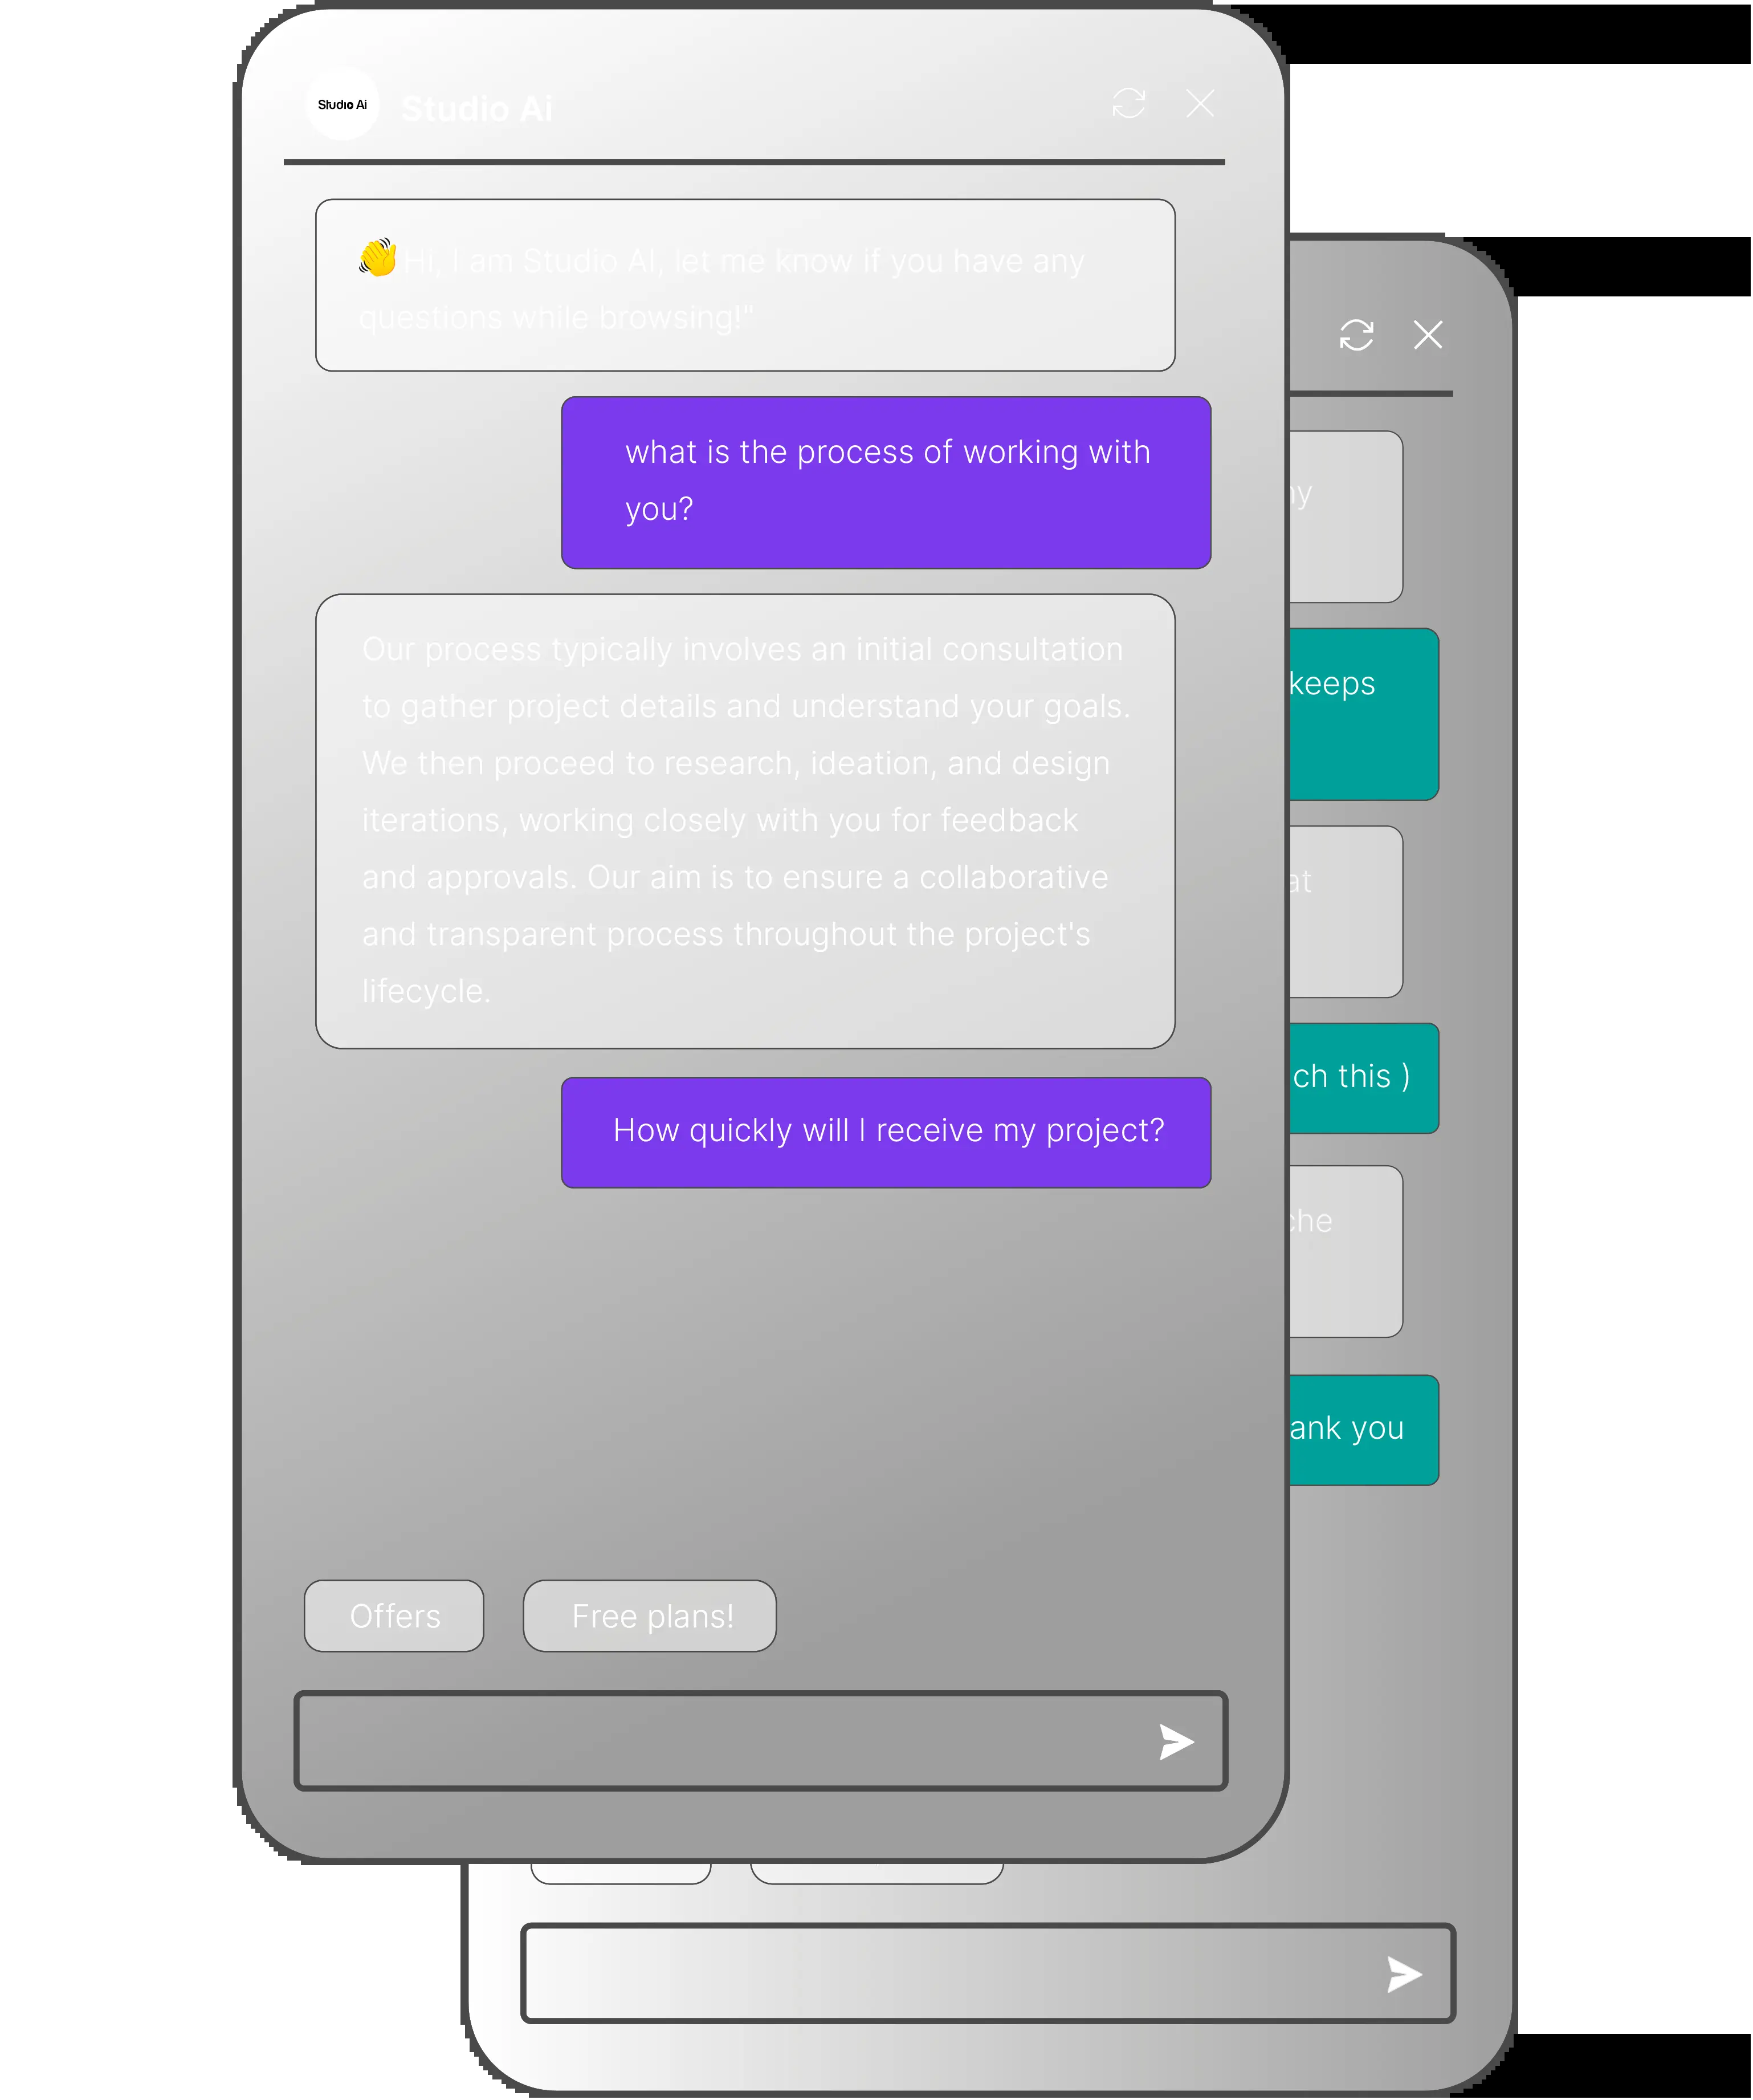 Studio Ai
Studio Ai
👋 Hi, I am Studio AI, let me know if you have any
questions while browsing!"
what is the process of working with
you?
Our process typically involves an initial consultation
to gather project details and understand your goals.
We then proceed to research, ideation, and design
iterations, working closely with you for feedback
and approvals. Our aim is to ensure a collaborative
and transparent process throughout the project's
lifecycle.
How quickly will I receive my project?
Offers
Free plans!
keeps
at
this )
you